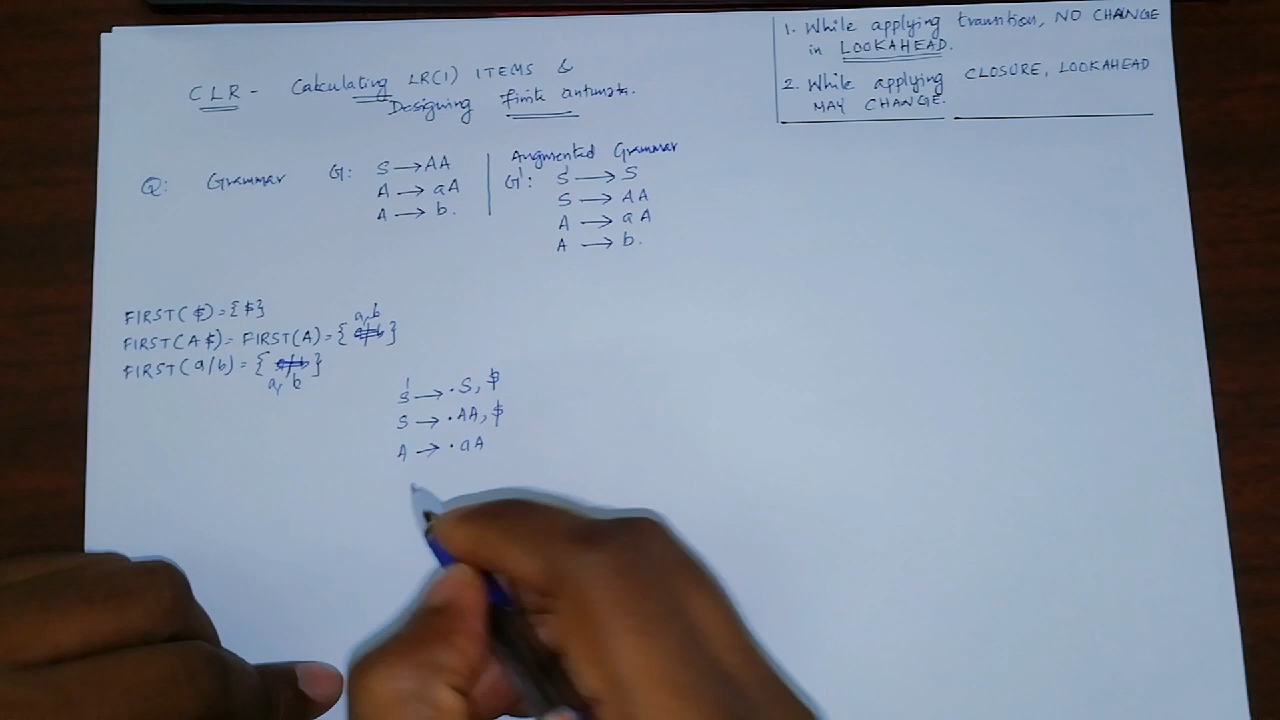 CLR - Calculating LR(1) ITEMS &
Designing finite automata.
1. While applying transition, NO CHANGE
in LOOKAHEAD.
2. While applying CLOSURE, LOOKAHEAD
MAY CHANGE.
Q: Grammar G: S → AA
A → aA
A → b.
Augmented Grammar
G': S' → S
S → AA
A → aA
A → b.
FIRST($) = {$}
a, b
FIRST(A$) = FIRST(A) = { a/b }
FIRST(a/b) = { a/b }
a, b
S' → ·S, $
S → ·AA, $
A → ·aA